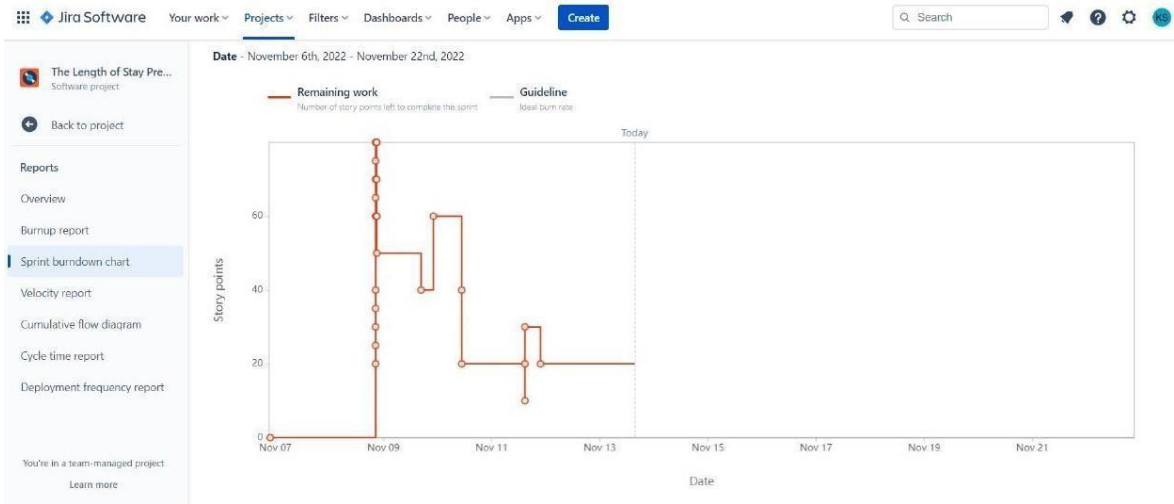 Jira Software Your work Projects Filters Dashboards People Apps Create Search KS
Date - November 6th, 2022 - November 22nd, 2022
The Length of Stay Pre...
Software project
Back to project
Reports
Overview
Burnup report
Sprint burndown chart
Velocity report
Cumulative flow diagram
Cycle time report
Deployment frequency report
You're in a team-managed project
Learn more
Remaining work Guideline
Number of story points left to complete this sprint Ideal burn rate
Today
Story points
60
40
20
0
Nov 07 Nov 09 Nov 11 Nov 13 Nov 15 Nov 17 Nov 19 Nov 21
Date